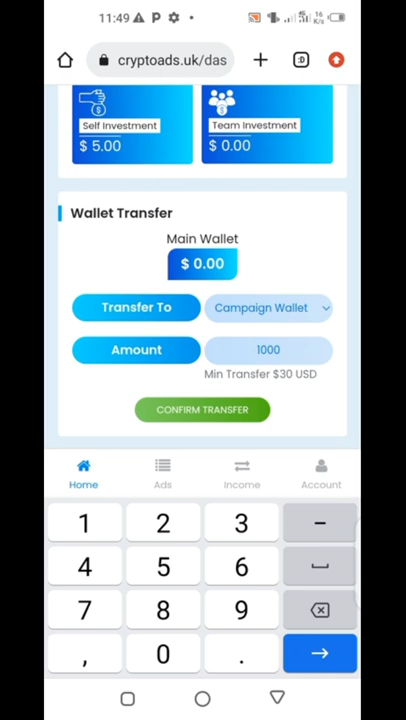 11:49
16
K/s
cryptoads.uk/das
:D
Self Investment
Team Investment
$ 5.00
$ 0.00
Wallet Transfer
Main Wallet
$ 0.00
Transfer To
Campaign Wallet
Amount
1000
Min Transfer $30 USD
CONFIRM TRANSFER
Home
Ads
Income
Account
1 2 3 –
4 5 6
7 8 9
, 0 .